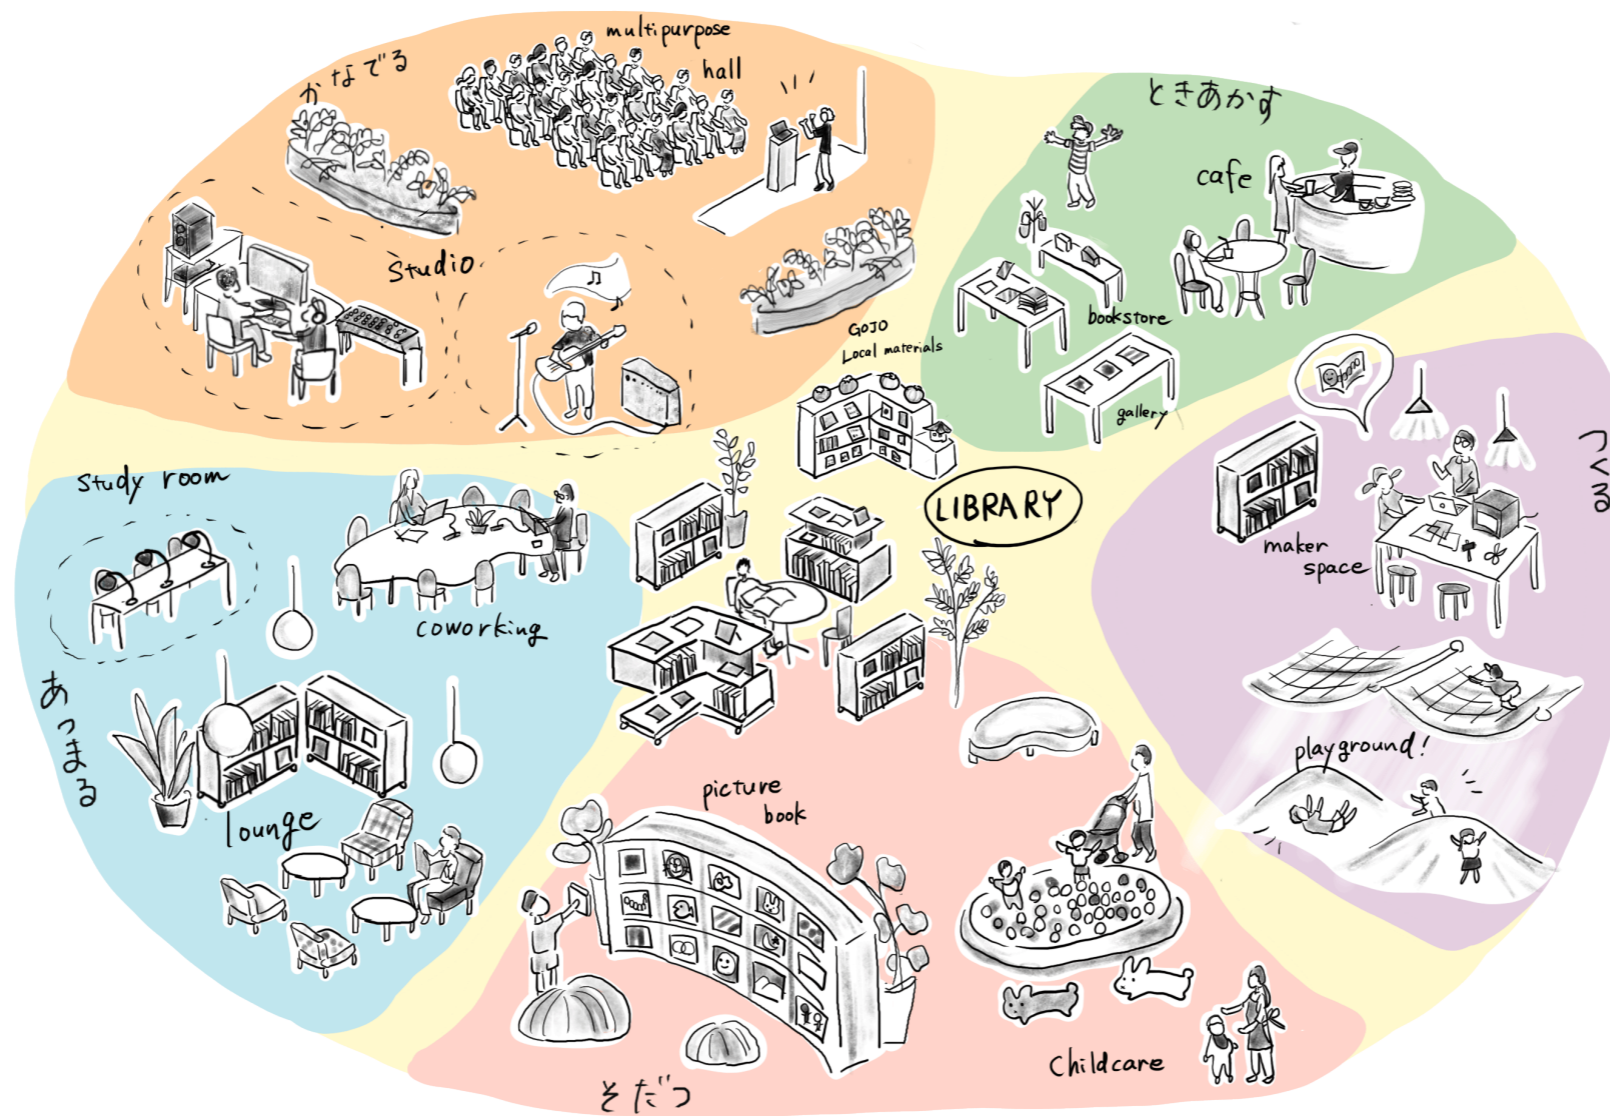 かなでる
multipurpose
hall
Studio
ときあかす
cafe
bookstore
gallery
GOJO
Local materials
LIBRARY
つくる
maker
space
playground!
Study room
coworking
あつまる
lounge
picture
book
Childcare
そだつ